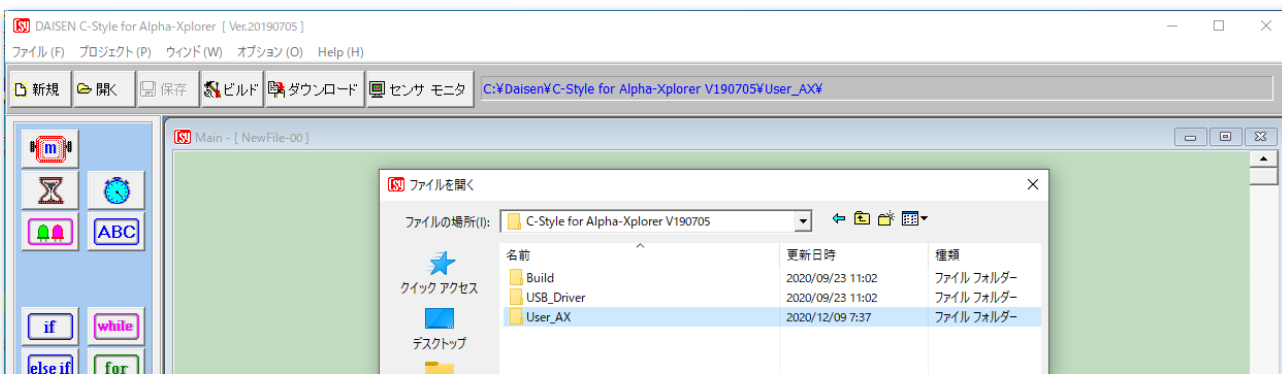 DAISEN C-Style for Alpha-Xplorer [ Ver.20190705 ]
ファイル (F) プロジェクト (P) ウィンド (W) オプション (O) Help (H)
新規 開く 保存 ビルド ダウンロード センサ モニタ C:¥Daisen¥C-Style for Alpha-Xplorer V190705¥User_AX¥
m
Main - [ NewFile-00 ]
ファイルを開く
ABC
ファイルの場所(I): C-Style for Alpha-Xplorer V190705
名前 更新日時 種類
クイック アクセス
Build 2020/09/23 11:02 ファイル フォルダー
USB_Driver 2020/09/23 11:02 ファイル フォルダー
User_AX 2020/12/09 7:37 ファイル フォルダー
if while
デスクトップ
else if for